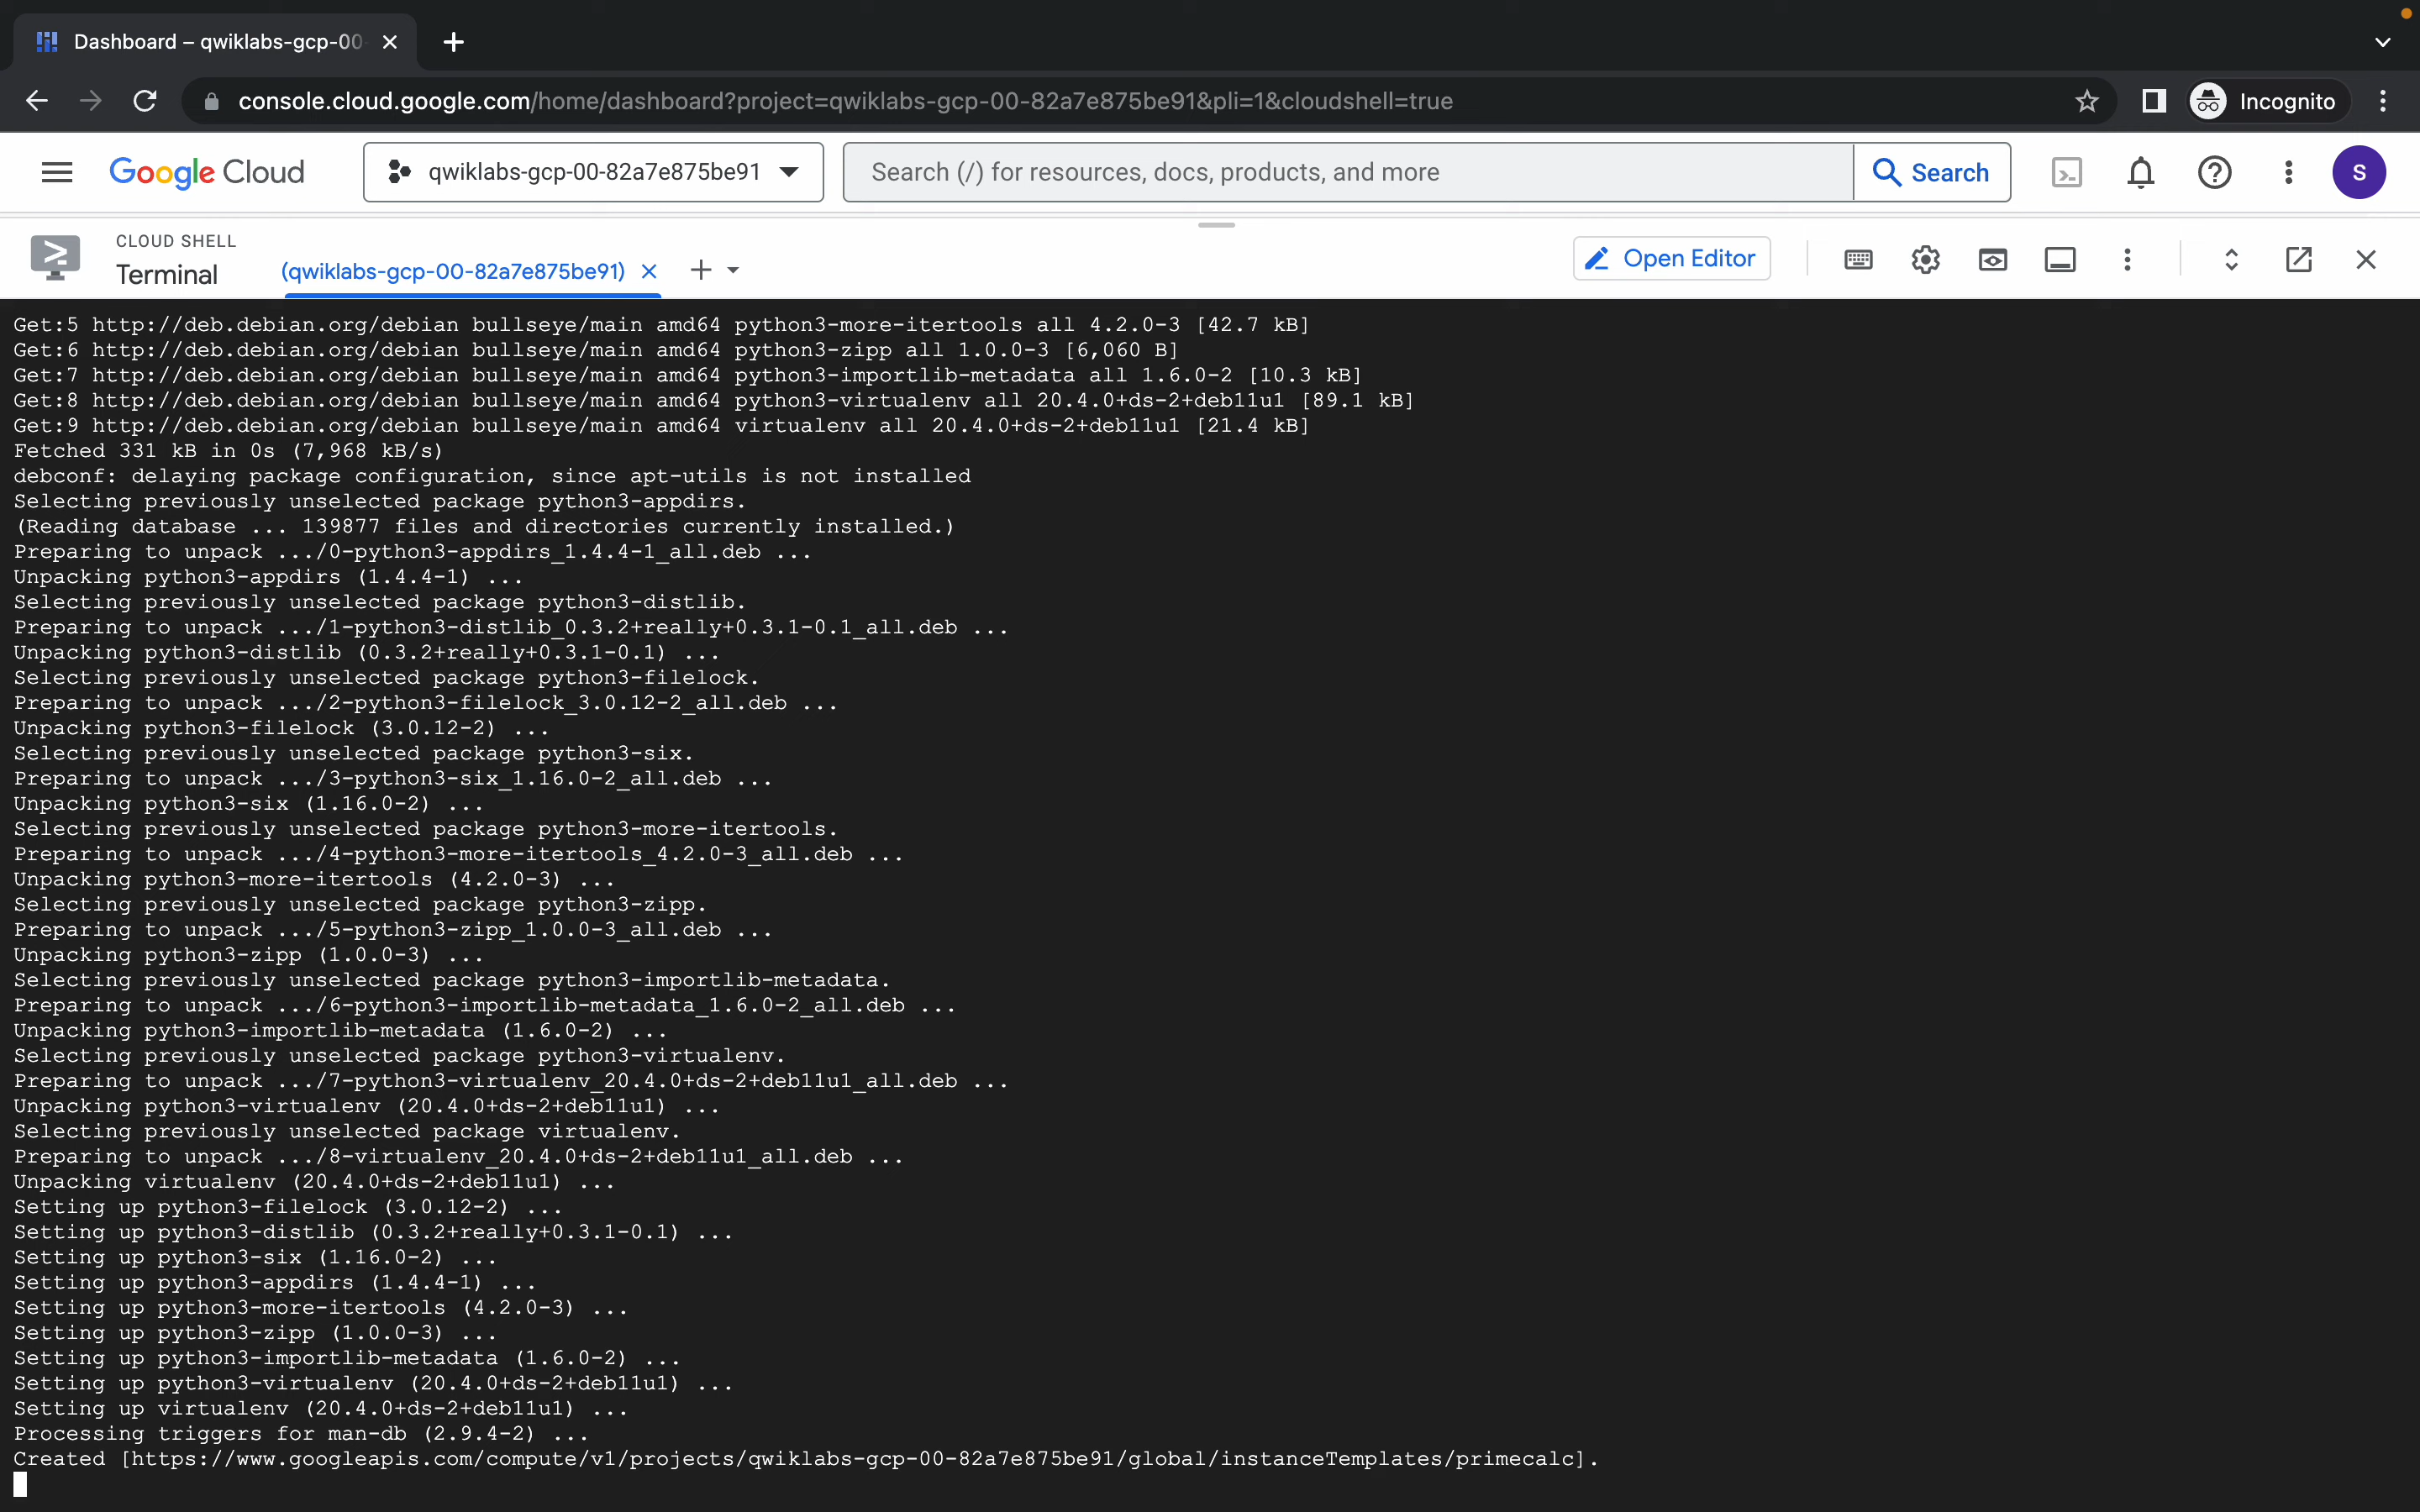 Dashboard – qwiklabs-gcp-00
console.cloud.google.com/home/dashboard?project=qwiklabs-gcp-00-82a7e875be91&pli=1&cloudshell=true
Incognito
Google Cloud
qwiklabs-gcp-00-82a7e875be91
Search (/) for resources, docs, products, and more
Search
S
CLOUD SHELL
Terminal
(qwiklabs-gcp-00-82a7e875be91)
Open Editor
Get:5 http://deb.debian.org/debian bullseye/main amd64 python3-more-itertools all 4.2.0-3 [42.7 kB]
Get:6 http://deb.debian.org/debian bullseye/main amd64 python3-zipp all 1.0.0-3 [6,060 B]
Get:7 http://deb.debian.org/debian bullseye/main amd64 python3-importlib-metadata all 1.6.0-2 [10.3 kB]
Get:8 http://deb.debian.org/debian bullseye/main amd64 python3-virtualenv all 20.4.0+ds-2+deb11u1 [89.1 kB]
Get:9 http://deb.debian.org/debian bullseye/main amd64 virtualenv all 20.4.0+ds-2+deb11u1 [21.4 kB]
Fetched 331 kB in 0s (7,968 kB/s)
debconf: delaying package configuration, since apt-utils is not installed
Selecting previously unselected package python3-appdirs.
(Reading database ... 139877 files and directories currently installed.)
Preparing to unpack .../0-python3-appdirs_1.4.4-1_all.deb ...
Unpacking python3-appdirs (1.4.4-1) ...
Selecting previously unselected package python3-distlib.
Preparing to unpack .../1-python3-distlib_0.3.2+really+0.3.1-0.1_all.deb ...
Unpacking python3-distlib (0.3.2+really+0.3.1-0.1) ...
Selecting previously unselected package python3-filelock.
Preparing to unpack .../2-python3-filelock_3.0.12-2_all.deb ...
Unpacking python3-filelock (3.0.12-2) ...
Selecting previously unselected package python3-six.
Preparing to unpack .../3-python3-six_1.16.0-2_all.deb ...
Unpacking python3-six (1.16.0-2) ...
Selecting previously unselected package python3-more-itertools.
Preparing to unpack .../4-python3-more-itertools_4.2.0-3_all.deb ...
Unpacking python3-more-itertools (4.2.0-3) ...
Selecting previously unselected package python3-zipp.
Preparing to unpack .../5-python3-zipp_1.0.0-3_all.deb ...
Unpacking python3-zipp (1.0.0-3) ...
Selecting previously unselected package python3-importlib-metadata.
Preparing to unpack .../6-python3-importlib-metadata_1.6.0-2_all.deb ...
Unpacking python3-importlib-metadata (1.6.0-2) ...
Selecting previously unselected package python3-virtualenv.
Preparing to unpack .../7-python3-virtualenv_20.4.0+ds-2+deb11u1_all.deb ...
Unpacking python3-virtualenv (20.4.0+ds-2+deb11u1) ...
Selecting previously unselected package virtualenv.
Preparing to unpack .../8-virtualenv_20.4.0+ds-2+deb11u1_all.deb ...
Unpacking virtualenv (20.4.0+ds-2+deb11u1) ...
Setting up python3-filelock (3.0.12-2) ...
Setting up python3-distlib (0.3.2+really+0.3.1-0.1) ...
Setting up python3-six (1.16.0-2) ...
Setting up python3-appdirs (1.4.4-1) ...
Setting up python3-more-itertools (4.2.0-3) ...
Setting up python3-zipp (1.0.0-3) ...
Setting up python3-importlib-metadata (1.6.0-2) ...
Setting up python3-virtualenv (20.4.0+ds-2+deb11u1) ...
Setting up virtualenv (20.4.0+ds-2+deb11u1) ...
Processing triggers for man-db (2.9.4-2) ...
Created [https://www.googleapis.com/compute/v1/projects/qwiklabs-gcp-00-82a7e875be91/global/instanceTemplates/primecalc].